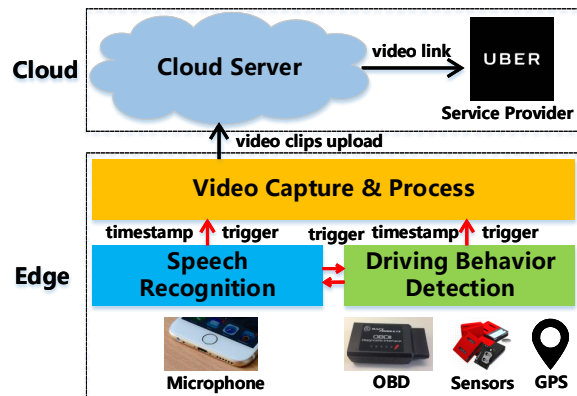 Cloud
Cloud Server
video link
UBER
Service Provider
video clips upload
Edge
Video Capture & Process
timestamp trigger trigger timestamp trigger
Speech
Recognition
Driving Behavior
Detection
OBDII
Microphone OBD Sensors GPS